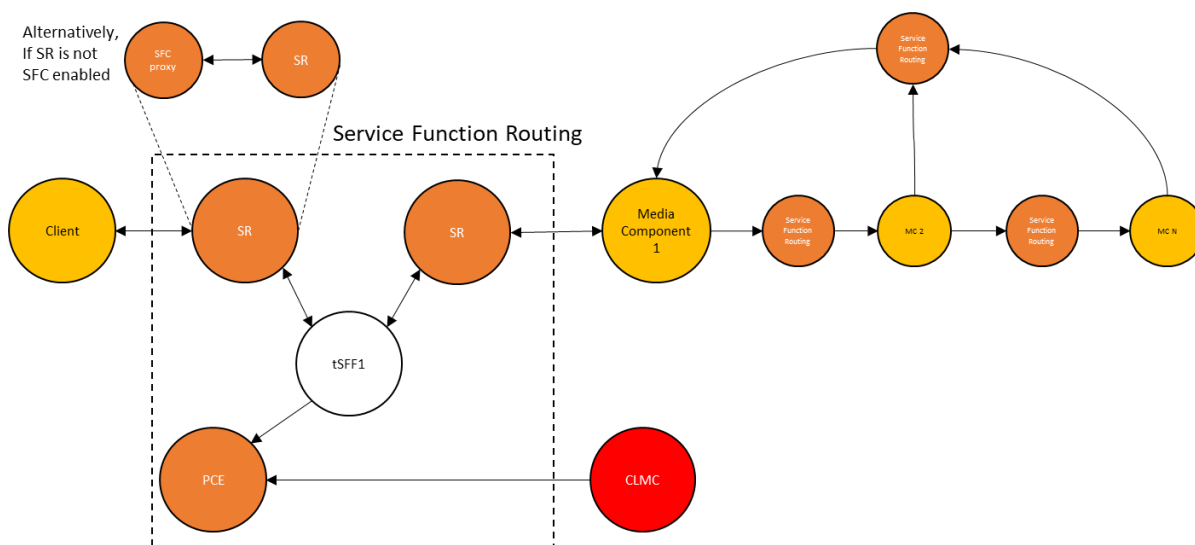 Alternatively,
If SR is not
SFC enabled
SFC
proxy
SR
Service
Function
Routing
Service Function Routing
Client
SR
SR
Media
Component
1
Service
Function
Routing
MC 2
Service
Function
Routing
MC N
tSFF1
PCE
CLMC